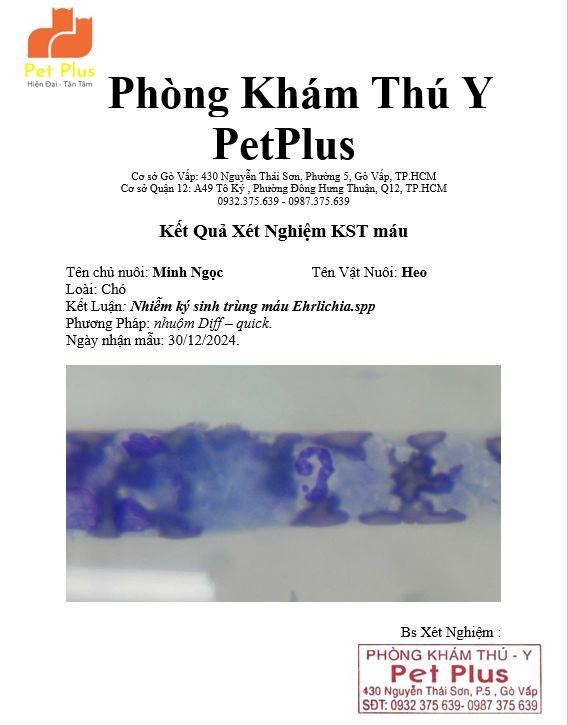 Pet Plus
Hiện Đại - Tận Tâm
Phòng Khám Thú Y
PetPlus
Cơ sở Gò Vấp: 430 Nguyễn Thái Sơn, Phường 5, Gò Vấp, TP.HCM
Cơ sở Quận 12: A49 Tô Ký , Phường Đông Hưng Thuận, Q12, TP.HCM
0932.375.639 - 0987.375.639
Kết Quả Xét Nghiệm KST máu
Tên chủ nuôi: Minh Ngọc Tên Vật Nuôi: Heo
Loài: Chó
Kết Luận: Nhiễm ký sinh trùng máu Ehrlichia.spp
Phương Pháp: nhuộm Diff – quick.
Ngày nhận mẫu: 30/12/2024.
Bs Xét Nghiệm :
PHÒNG KHÁM THÚ - Y
Pet Plus
430 Nguyễn Thái Sơn, P.5 , Gò Vấp
SĐT: 0932 375 639- 0987 375 639